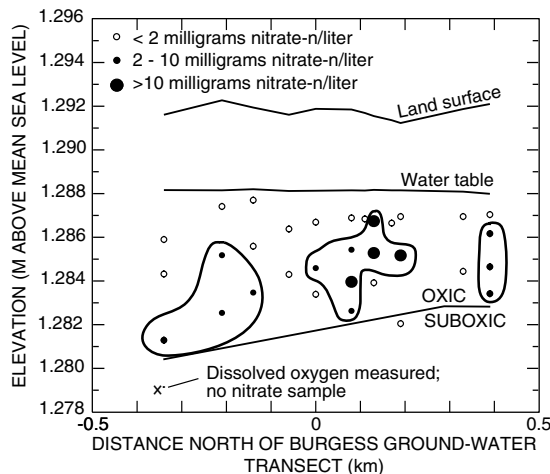 1.296
1.294
1.292
1.290
1.288
1.286
1.284
1.282
1.280
1.278
ELEVATION (M ABOVE MEAN SEA LEVEL)
< 2 milligrams nitrate-n/liter
2 - 10 milligrams nitrate-n/liter
>10 milligrams nitrate-n/liter
Land surface
Water table
OXIC
SUBOXIC
x
Dissolved oxygen measured;
no nitrate sample
-0.5
0
0.5
DISTANCE NORTH OF BURGESS GROUND-WATER
TRANSECT (km)